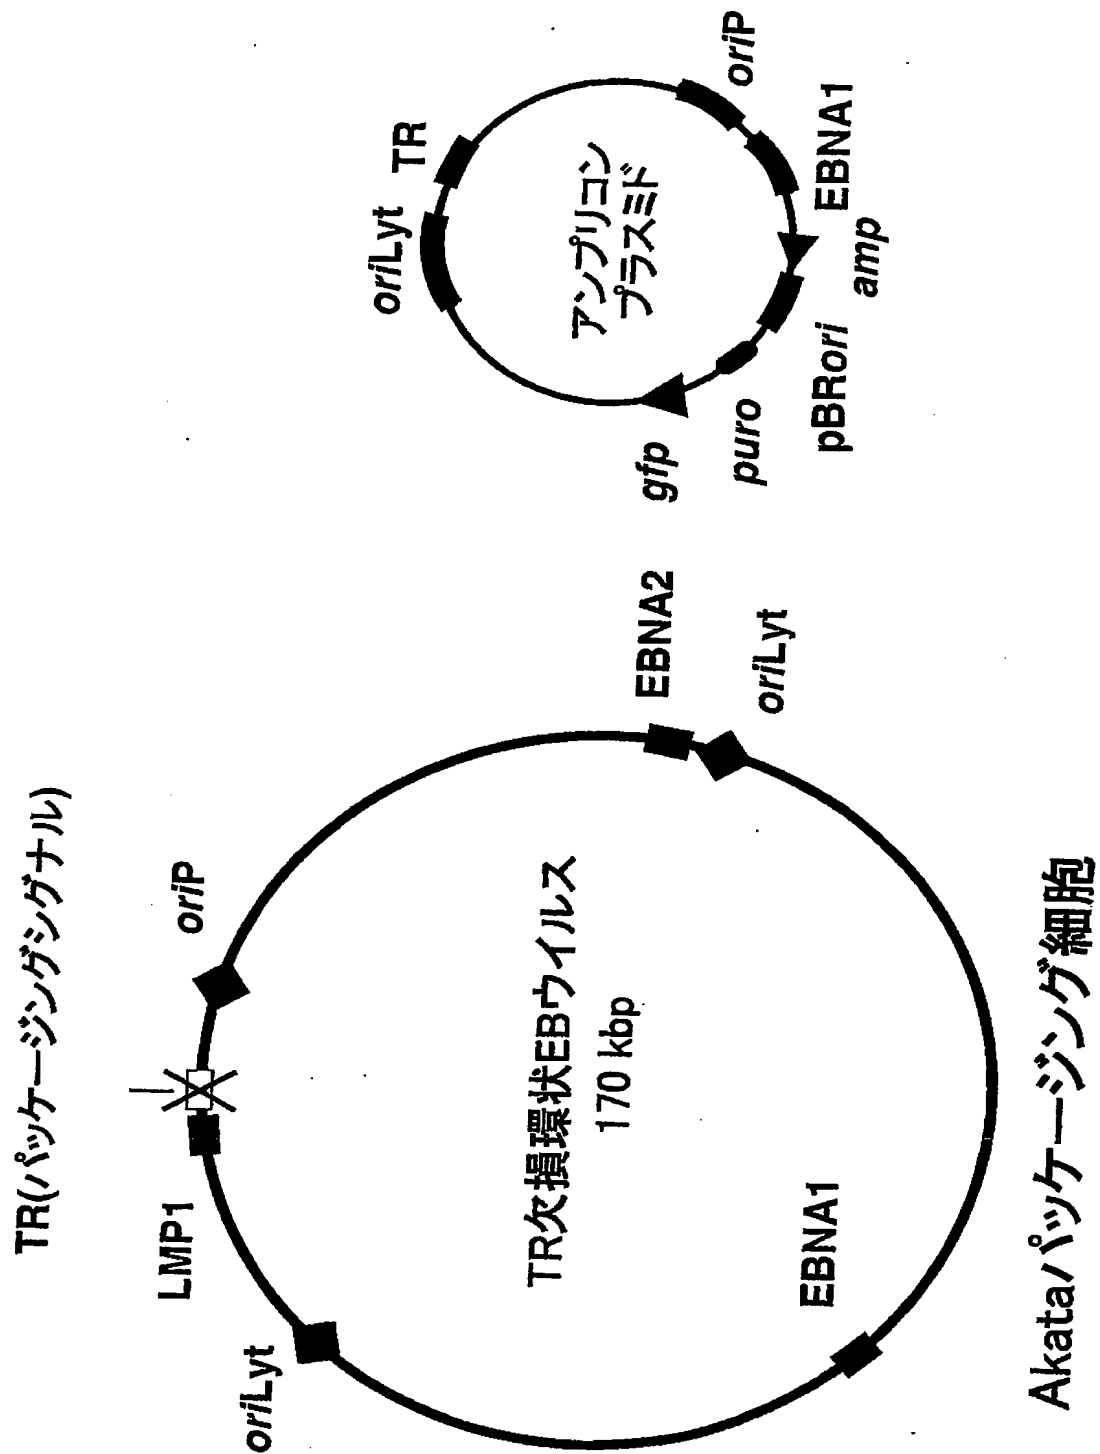 TR(パッケージングシグナル)
LMP1
oriP
oriLyt
EBNA2
oriLyt
TR欠損環状EBウイルス
170 kbp
EBNA1
Akataパッケージング細胞
oriLyt
TR
oriP
アンプリコン
プラスミド
EBNA1
amp
pBRori
puro
gfp